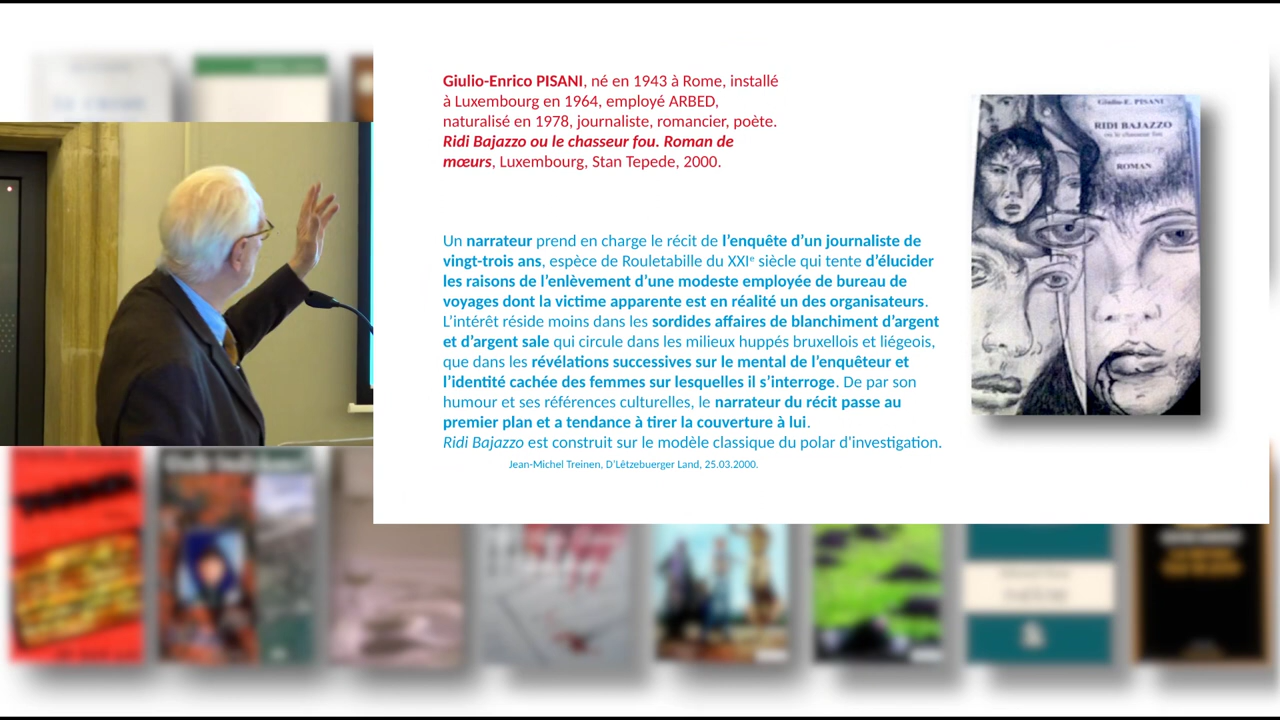 Giulio-Enrico PISANI, né en 1943 à Rome, installé
à Luxembourg en 1964, employé ARBED,
naturalisé en 1978, journaliste, romancier, poète.
Ridi Bajazzo ou le chasseur fou. Roman de
mœurs, Luxembourg, Stan Tepede, 2000.
Un narrateur prend en charge le récit de l'enquête d'un journaliste de
vingt-trois ans, espèce de Rouletabille du XXIᵉ siècle qui tente d'élucider
les raisons de l'enlèvement d'une modeste employée de bureau de
voyages dont la victime apparente est en réalité un des organisateurs.
L'intérêt réside moins dans les sordides affaires de blanchiment d'argent
et d'argent sale qui circule dans les milieux huppés bruxellois et liégeois,
que dans les révélations successives sur le mental de l'enquêteur et
l'identité cachée des femmes sur lesquelles il s'interroge. De par son
humour et ses références culturelles, le narrateur du récit passe au
premier plan et a tendance à tirer la couverture à lui.
Ridi Bajazzo est construit sur le modèle classique du polar d'investigation.
Jean-Michel Treinen, D'Lëtzebuerger Land, 25.03.2000.
Giulio-E. PISANI
RIDI BAJAZZO
ou le chasseur fou
ROMAN